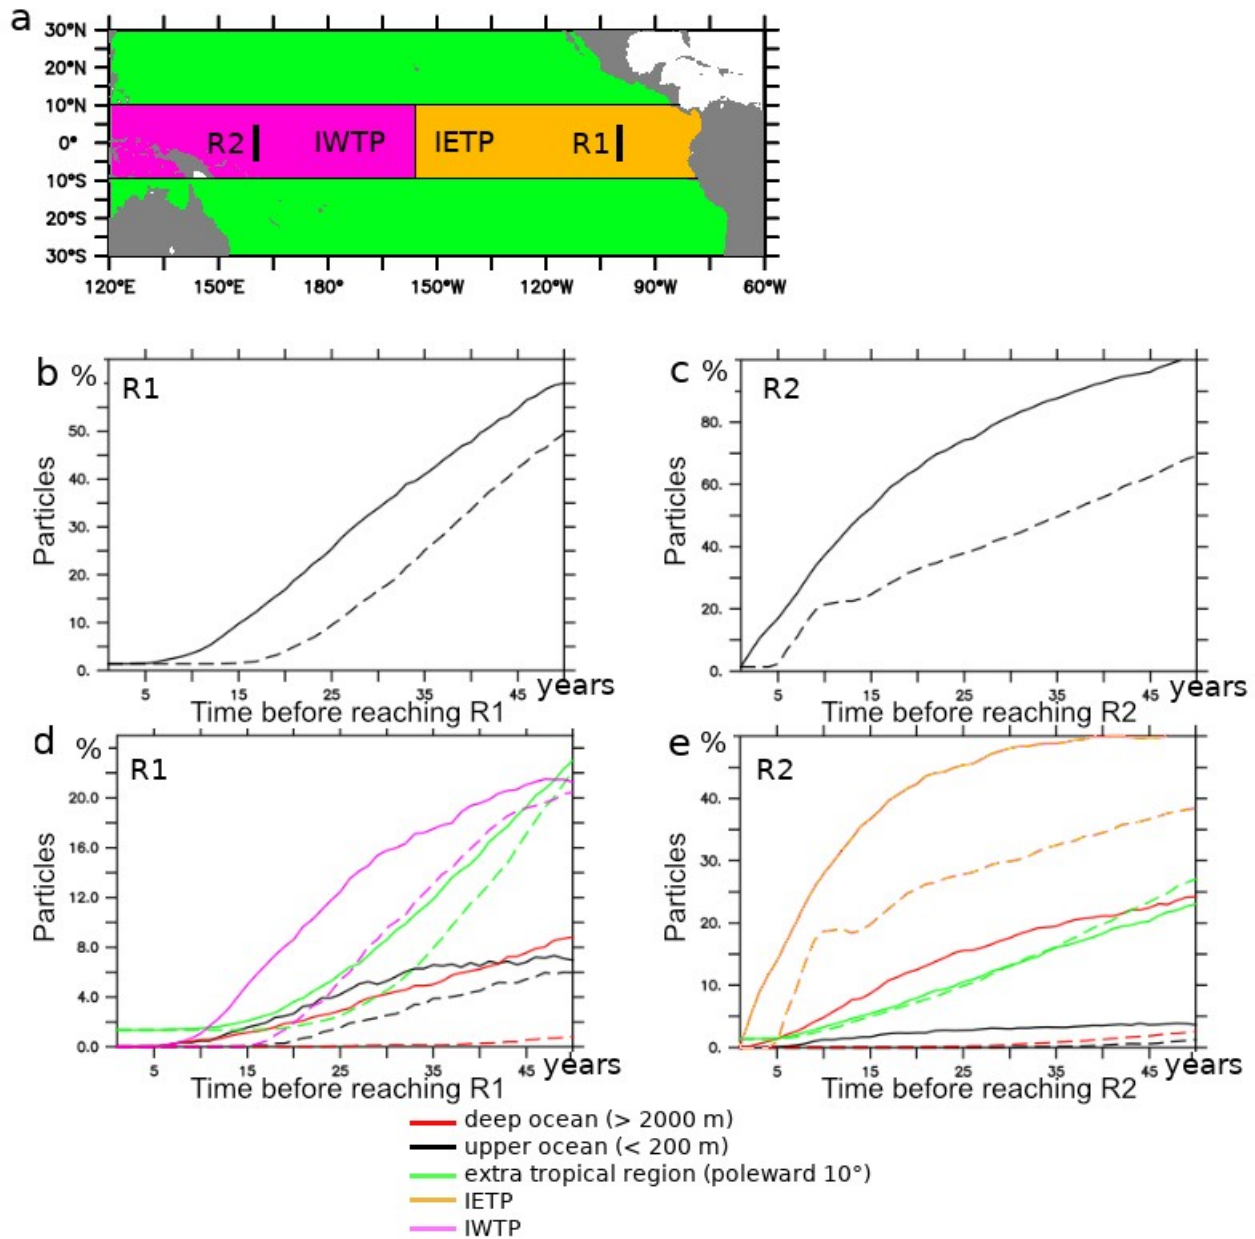 a
30°N
20°N
10°N
0°
10°S
20°S
30°S
R2 IWTP IETP R1
120°E 150°E 180° 150°W 120°W 90°W 60°W
b %
R1
50.
40.
30.
20.
10.
0.
Particles
5 15 25 35 45 years
Time before reaching R1
c %
R2
80.
60.
40.
20.
0.
Particles
5 15 25 35 45 years
Time before reaching R2
d %
R1
20.0
16.0
12.0
8.0
4.0
0.0
Particles
5 15 25 35 45 years
Time before reaching R1
e %
R2
40.
30.
20.
10.
0.
Particles
5 15 25 35 45 years
Time before reaching R2
deep ocean (> 2000 m)
upper ocean (< 200 m)
extra tropical region (poleward 10°)
IETP
IWTP